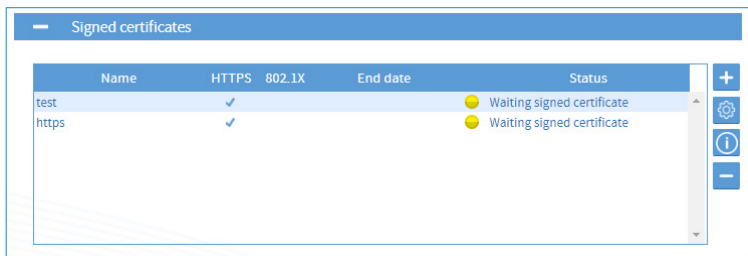 Signed certificates
Name HTTPS 802.1X End date Status
test Waiting signed certificate
https Waiting signed certificate